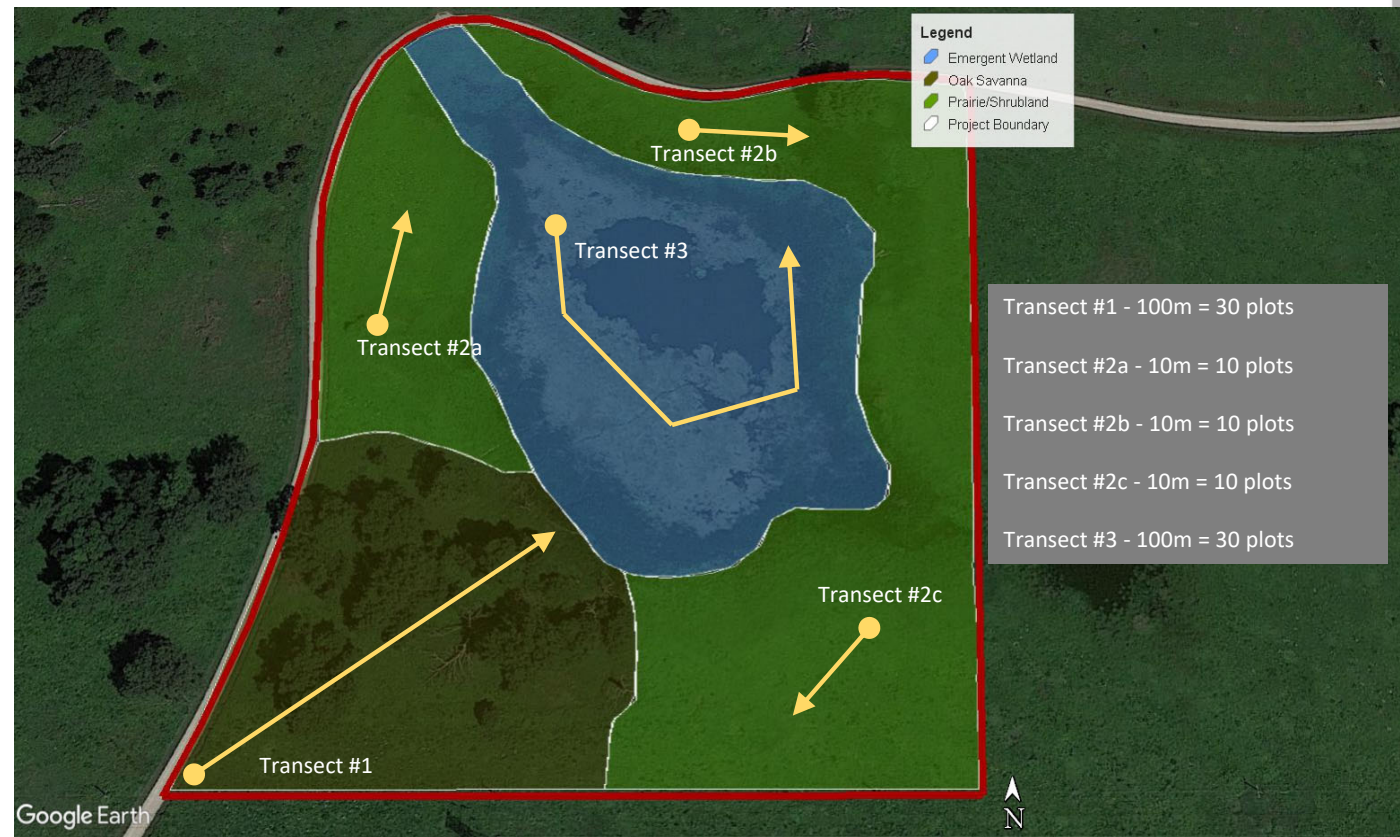 Legend
Emergent Wetland
Oak Savanna
Prairie/Shrubland
Project Boundary
Transect #2b
Transect #3
Transect #2a
Transect #2c
Transect #1
Transect #1 - 100m = 30 plots
Transect #2a - 10m = 10 plots
Transect #2b - 10m = 10 plots
Transect #2c - 10m = 10 plots
Transect #3 - 100m = 30 plots
Google Earth
N